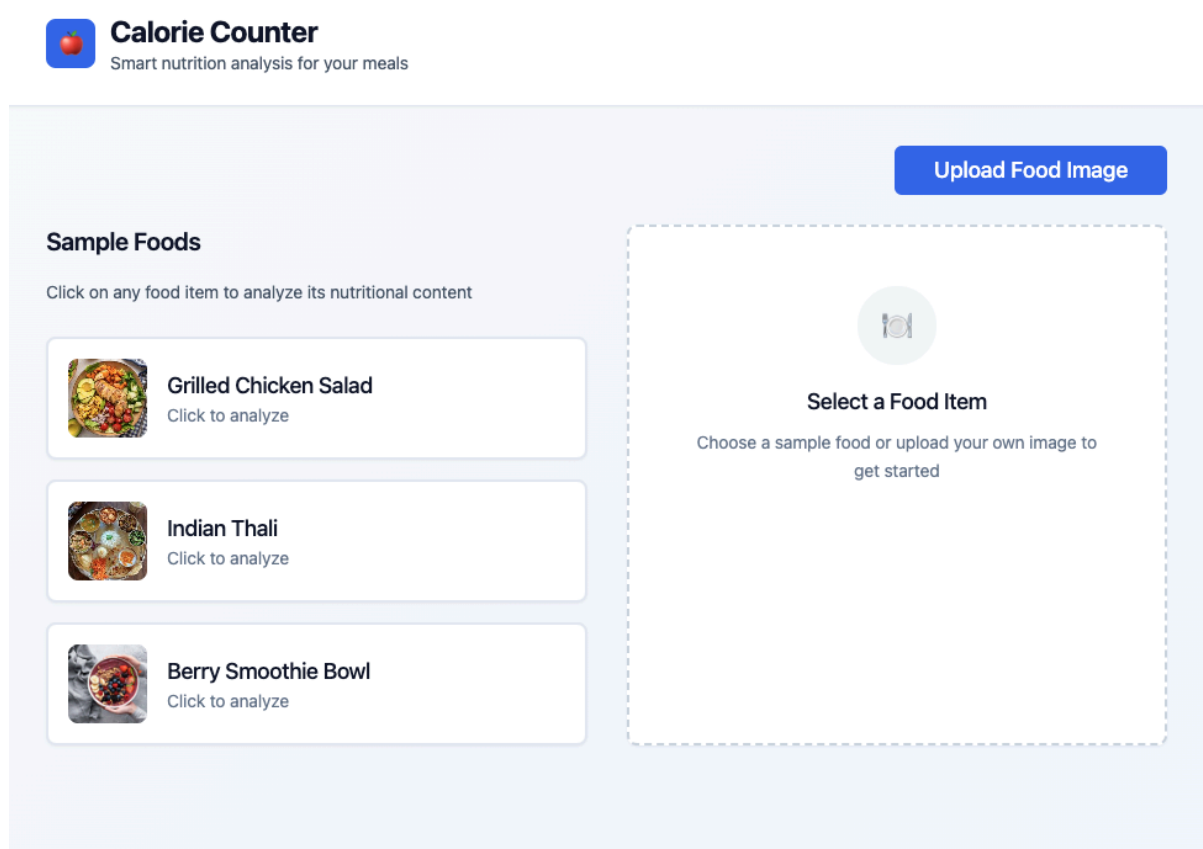 Calorie Counter
Smart nutrition analysis for your meals
Upload Food Image
Sample Foods
Click on any food item to analyze its nutritional content
Grilled Chicken Salad
Click to analyze
Indian Thali
Click to analyze
Berry Smoothie Bowl
Click to analyze
Select a Food Item
Choose a sample food or upload your own image to
get started